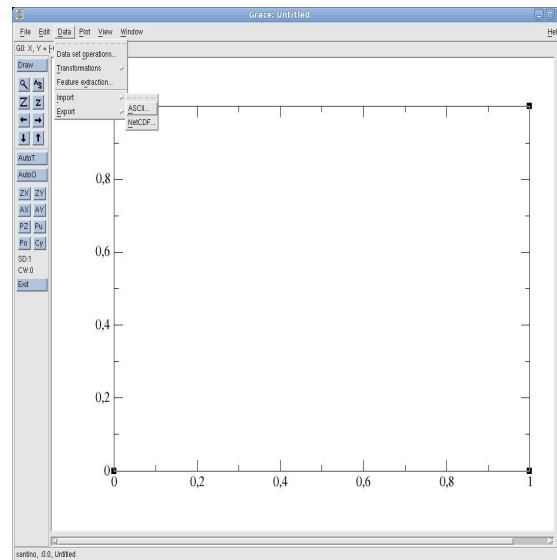 Grace: Untitled
File Edit Data Plot View Window Hel
G0: X, Y = [
Draw
Data set operations...
Transformations
Feature extraction...
Import
Export
ASCII...
NetCDF...
Z Z
AutoT
AutoO
ZX ZY
AX AY
PZ Pu
Po Cy
SD:1
CW:0
Exit
0,8
0,6
0,4
0,2
0
0 0,2 0,4 0,6 0,8 1
santino, :0.0, Untitled